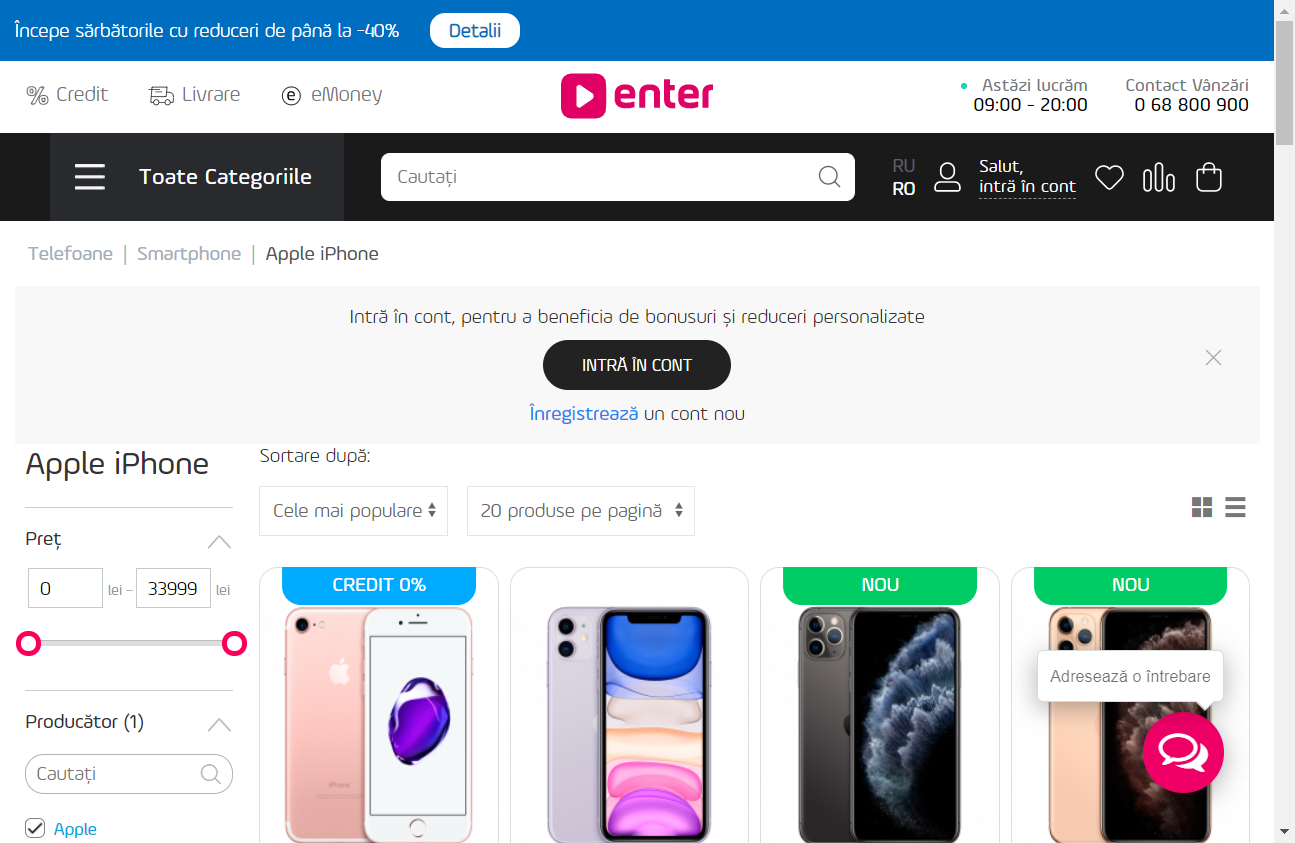 Începe sărbătorile cu reduceri de până la -40%
Detalii
Credit
Livrare
eMoney
enter
Astăzi lucrăm
09:00 - 20:00
Contact Vânzări
0 68 800 900
Toate Categoriile
Cautați
RU
RO
Salut,
intră în cont
Telefoane | Smartphone | Apple iPhone
Intră în cont, pentru a beneficia de bonusuri și reduceri personalizate
INTRĂ ÎN CONT
Înregistrează un cont nou
Apple iPhone
Sortare după:
Cele mai populare
20 produse pe pagină
Preț
0 lei – 33999 lei
Producător (1)
Cautați
Apple
CREDIT 0%
NOU
NOU
iPhone
Adresează o întrebare